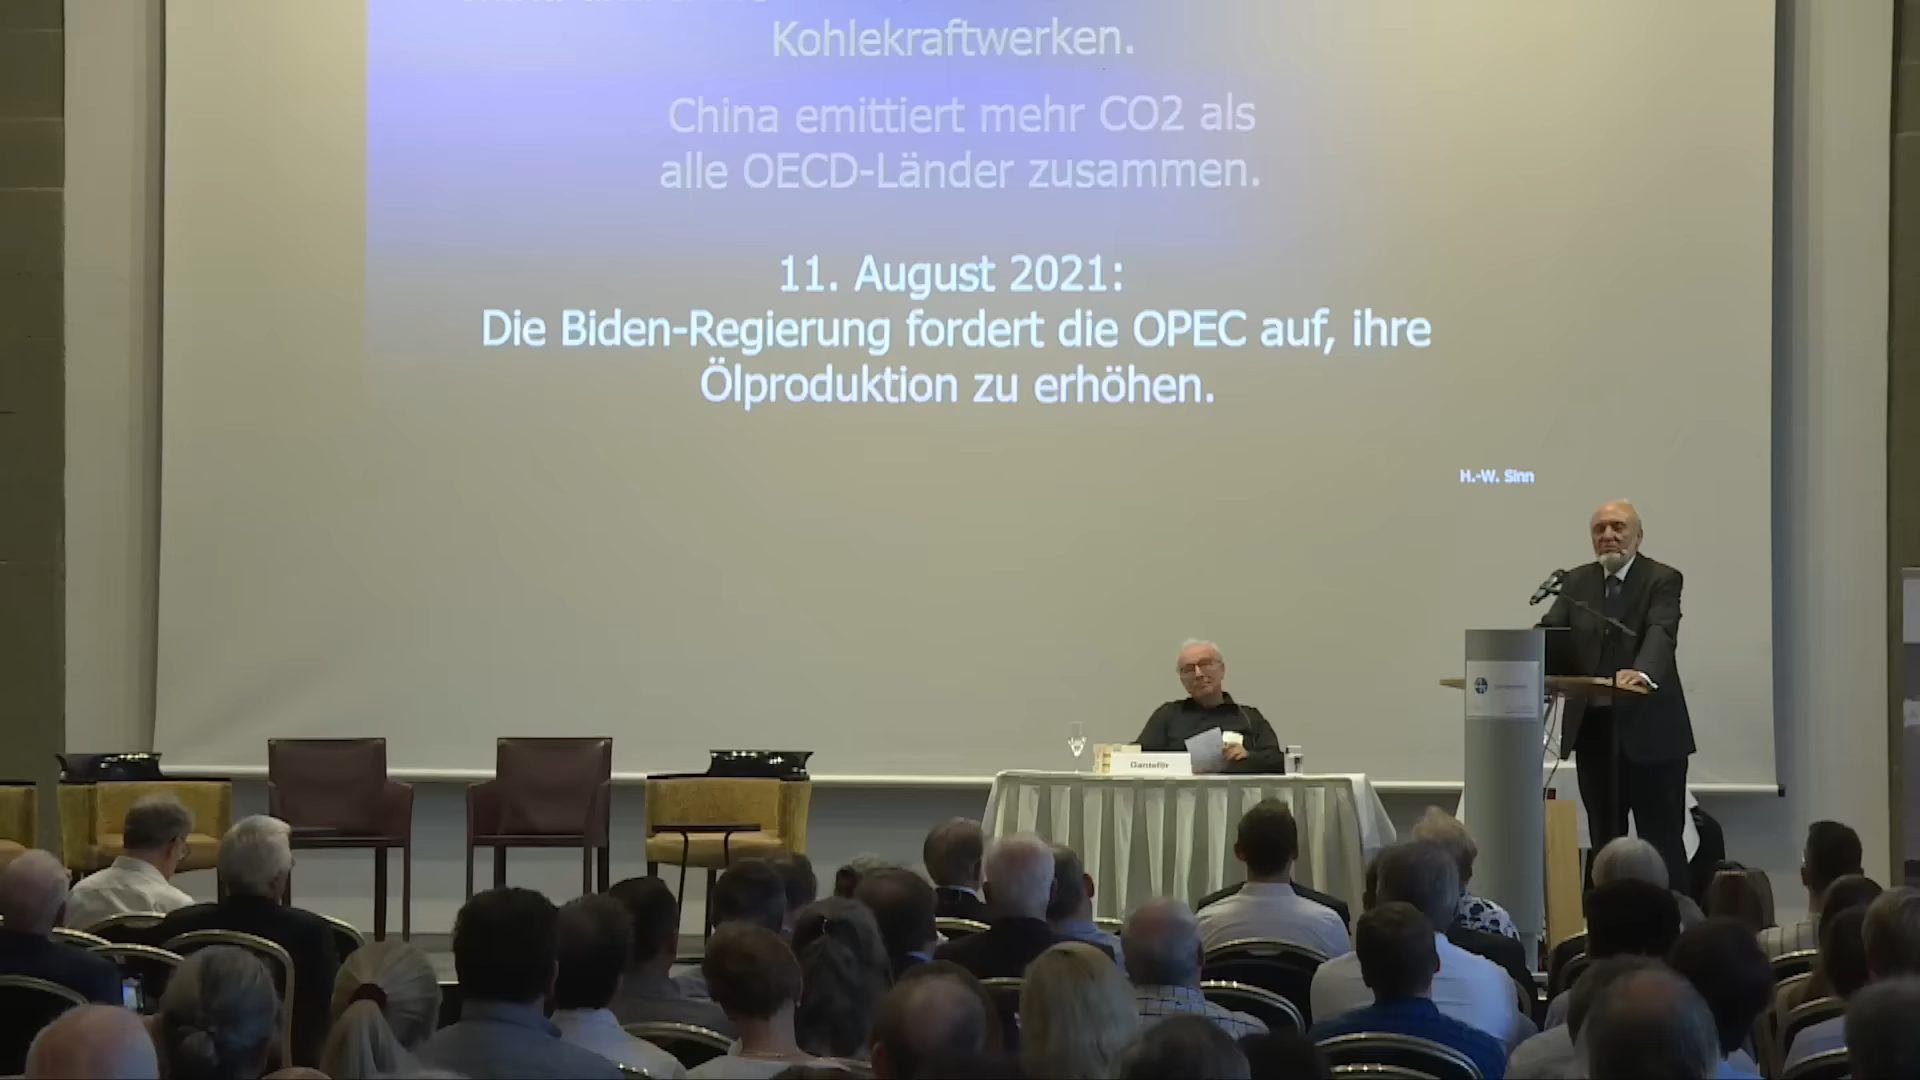 Kohlekraftwerken.
China emittiert mehr CO2 als
alle OECD-Länder zusammen.
11. August 2021:
Die Biden-Regierung fordert die OPEC auf, ihre
Ölproduktion zu erhöhen.
H.-W. Sinn
Ganteför